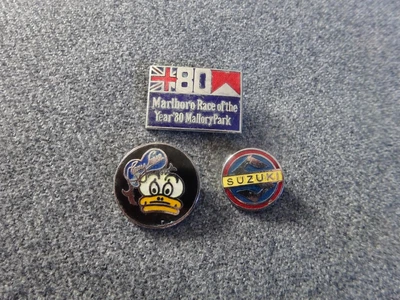 80
Marlboro Race of the
Year '80 Mallory Park
SUZUKI